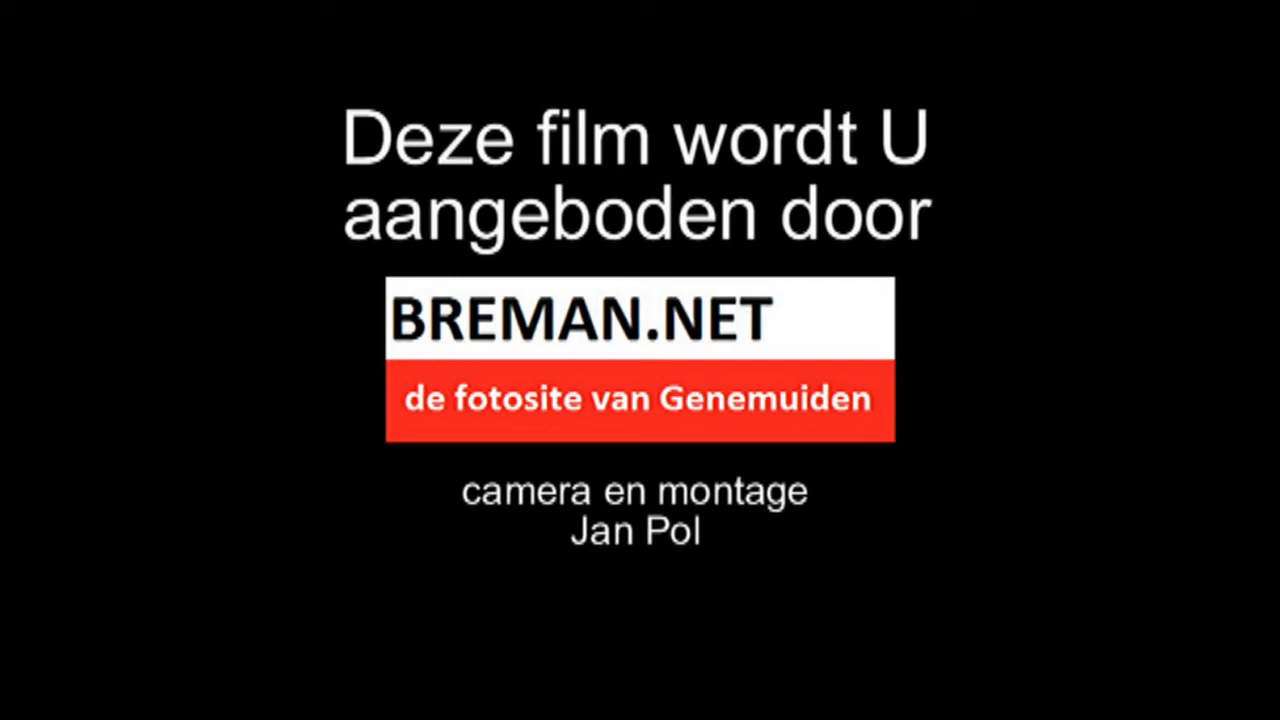 Deze film wordt U
aangeboden door
BREMAN.NET
de fotosite van Genemuiden
camera en montage
Jan Pol